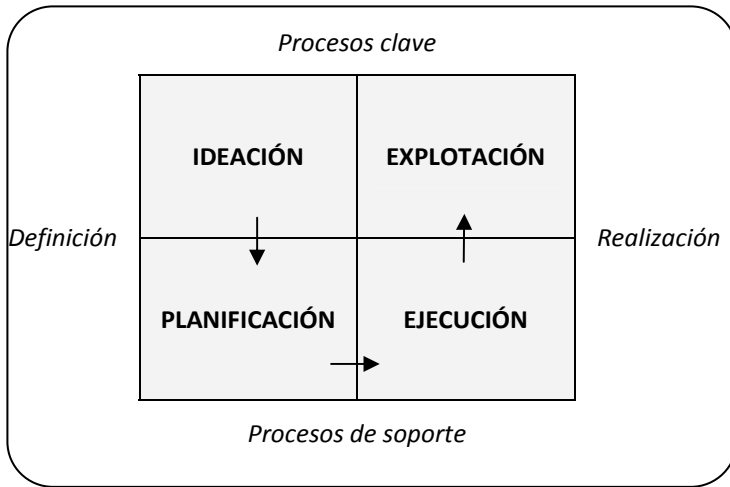 Procesos clave
IDEACIÓN
EXPLOTACIÓN
Definición
Realización
PLANIFICACIÓN
EJECUCIÓN
Procesos de soporte